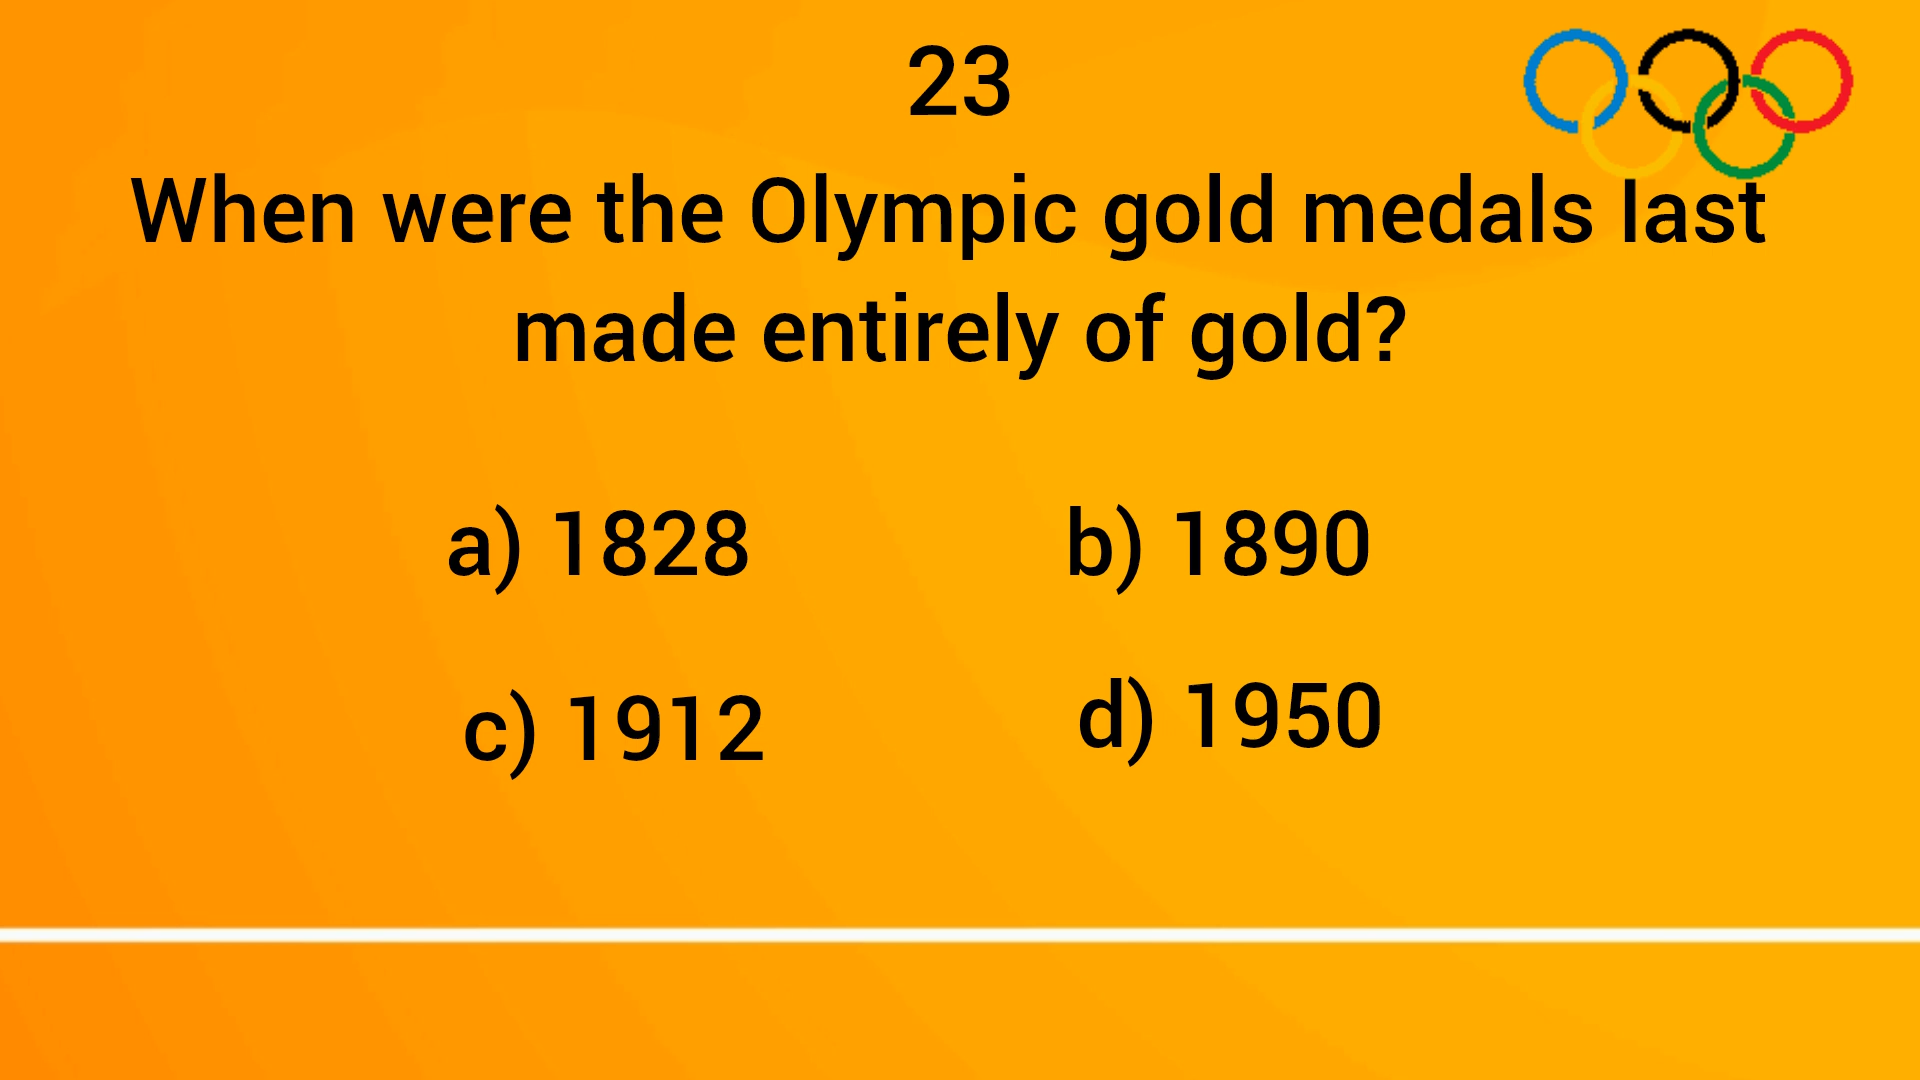 23
When were the Olympic gold medals last
made entirely of gold?
a) 1828
b) 1890
c) 1912
d) 1950